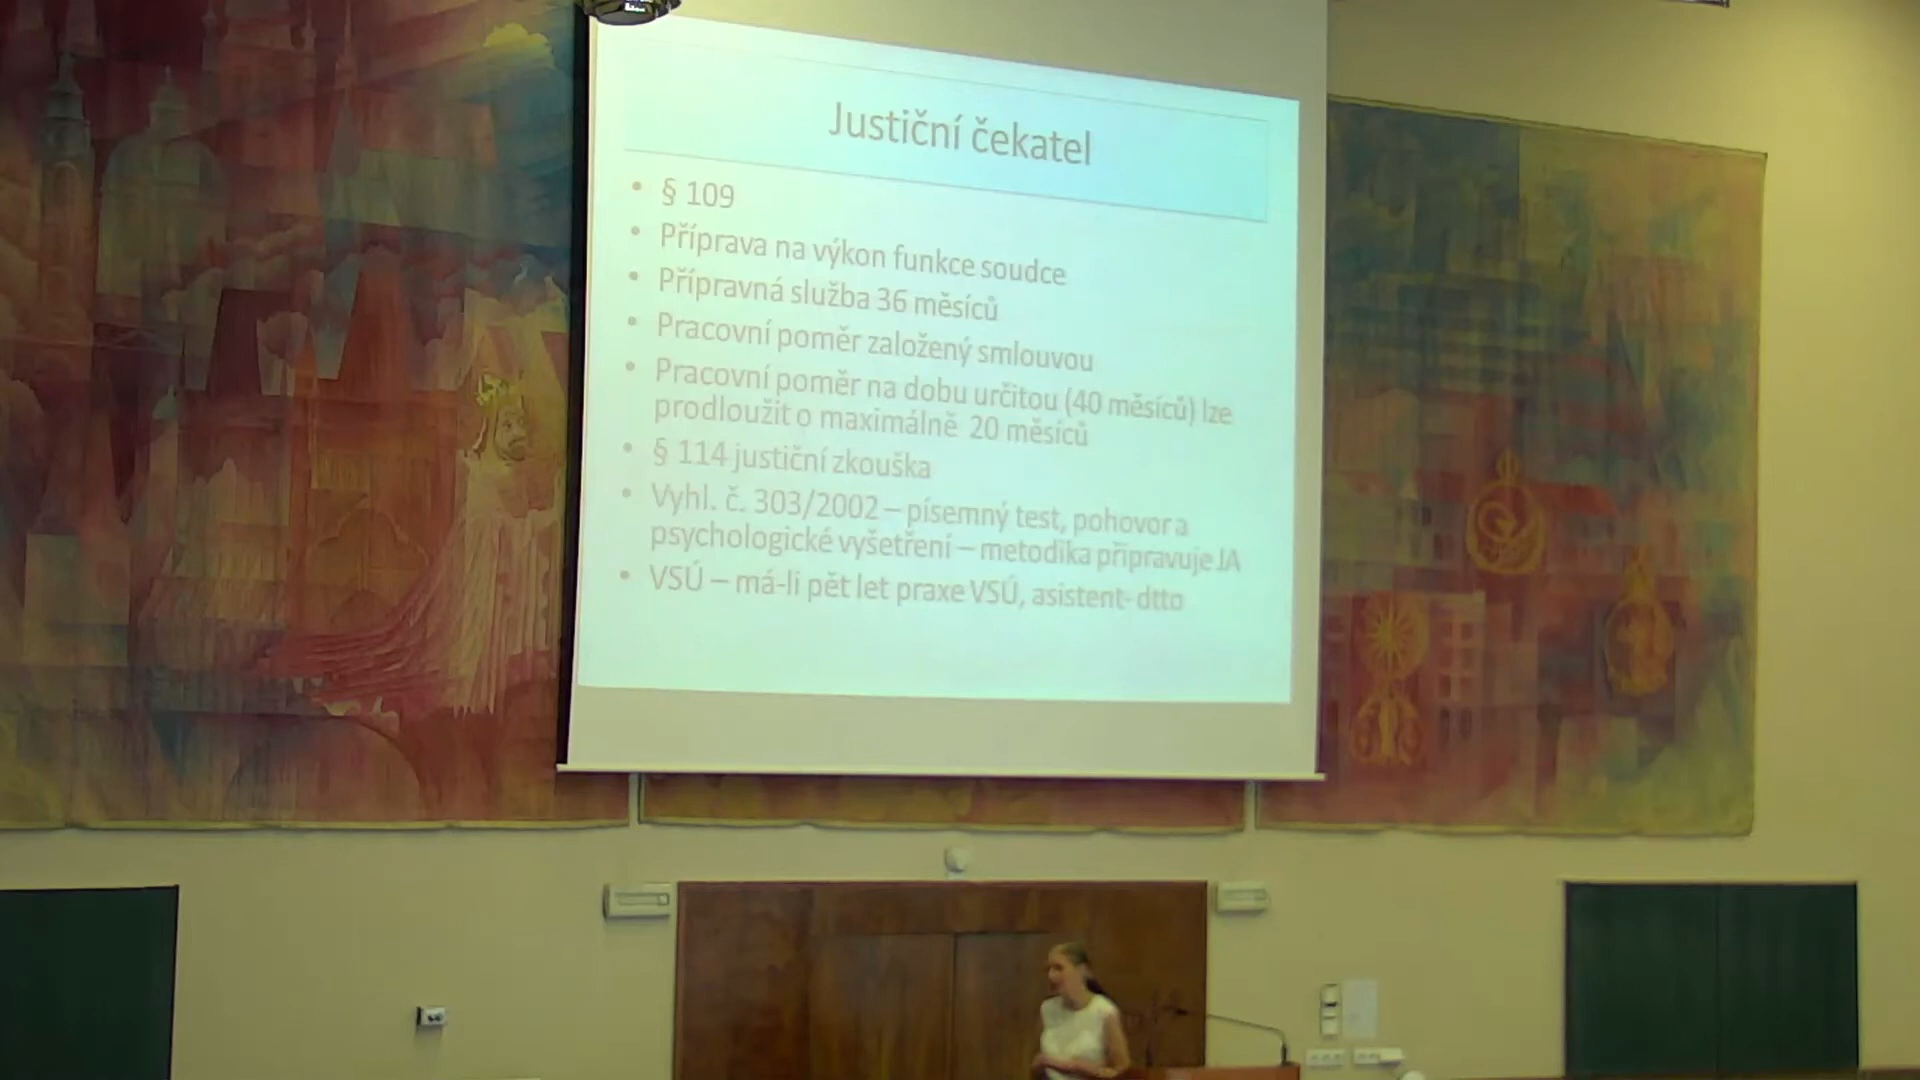 Justiční čekatel
• § 109
• Příprava na výkon funkce soudce
• Přípravná služba 36 měsíců
• Pracovní poměr založený smlouvou
• Pracovní poměr na dobu určitou (40 měsíců) lze
prodloužit o maximálně 20 měsíců
• § 114 justiční zkouška
• Vyhl. č. 303/2002 – písemný test, pohovor a
psychologické vyšetření – metodika připravuje JA
• VSÚ – má-li pět let praxe VSÚ, asistent- dtto